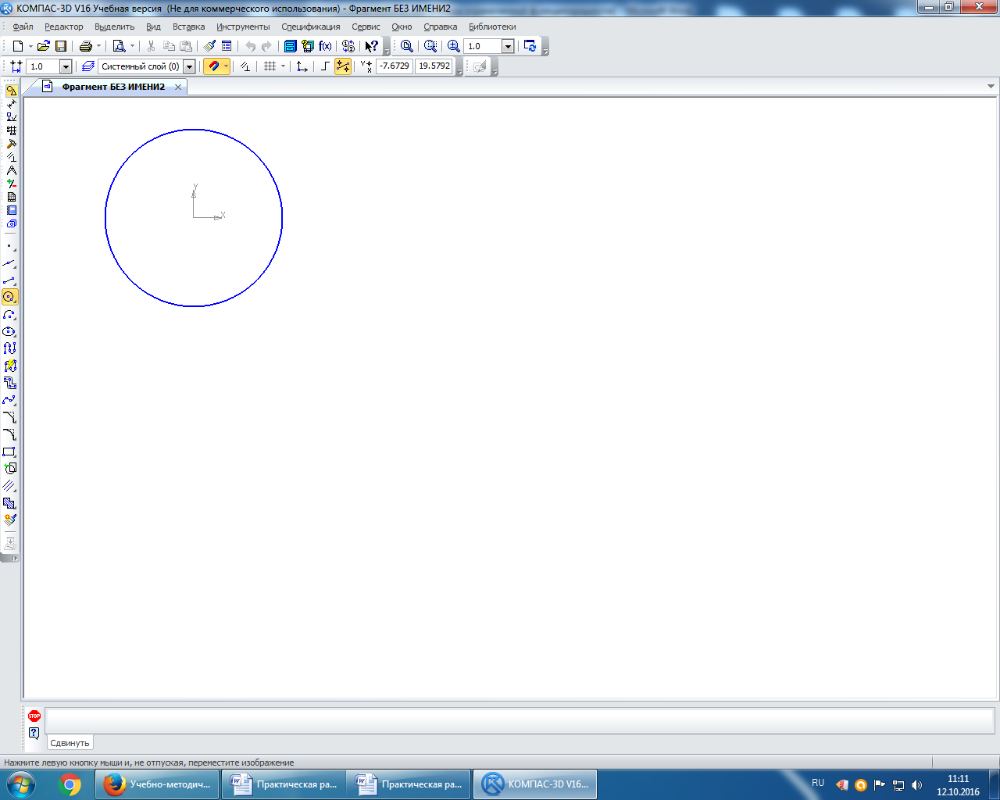 КОМПАС-3D V16 Учебная версия (Не для коммерческого использования) - Фрагмент БЕЗ ИМЕНИ2
Файл Редактор Выделить Вид Вставка Инструменты Спецификация Сервис Окно Справка Библиотеки
f(x) 1.0
1.0 Системный слой (0) Y X -7.6729 19.5792
Фрагмент БЕЗ ИМЕНИ2
Y
X
STOP
Сдвинуть
Нажмите левую кнопку мыши и, не отпуская, переместите изображение
Учебно-методич... Практическая ра... Практическая ра... КОМПАС-3D V16... RU 11:11
12.10.2016